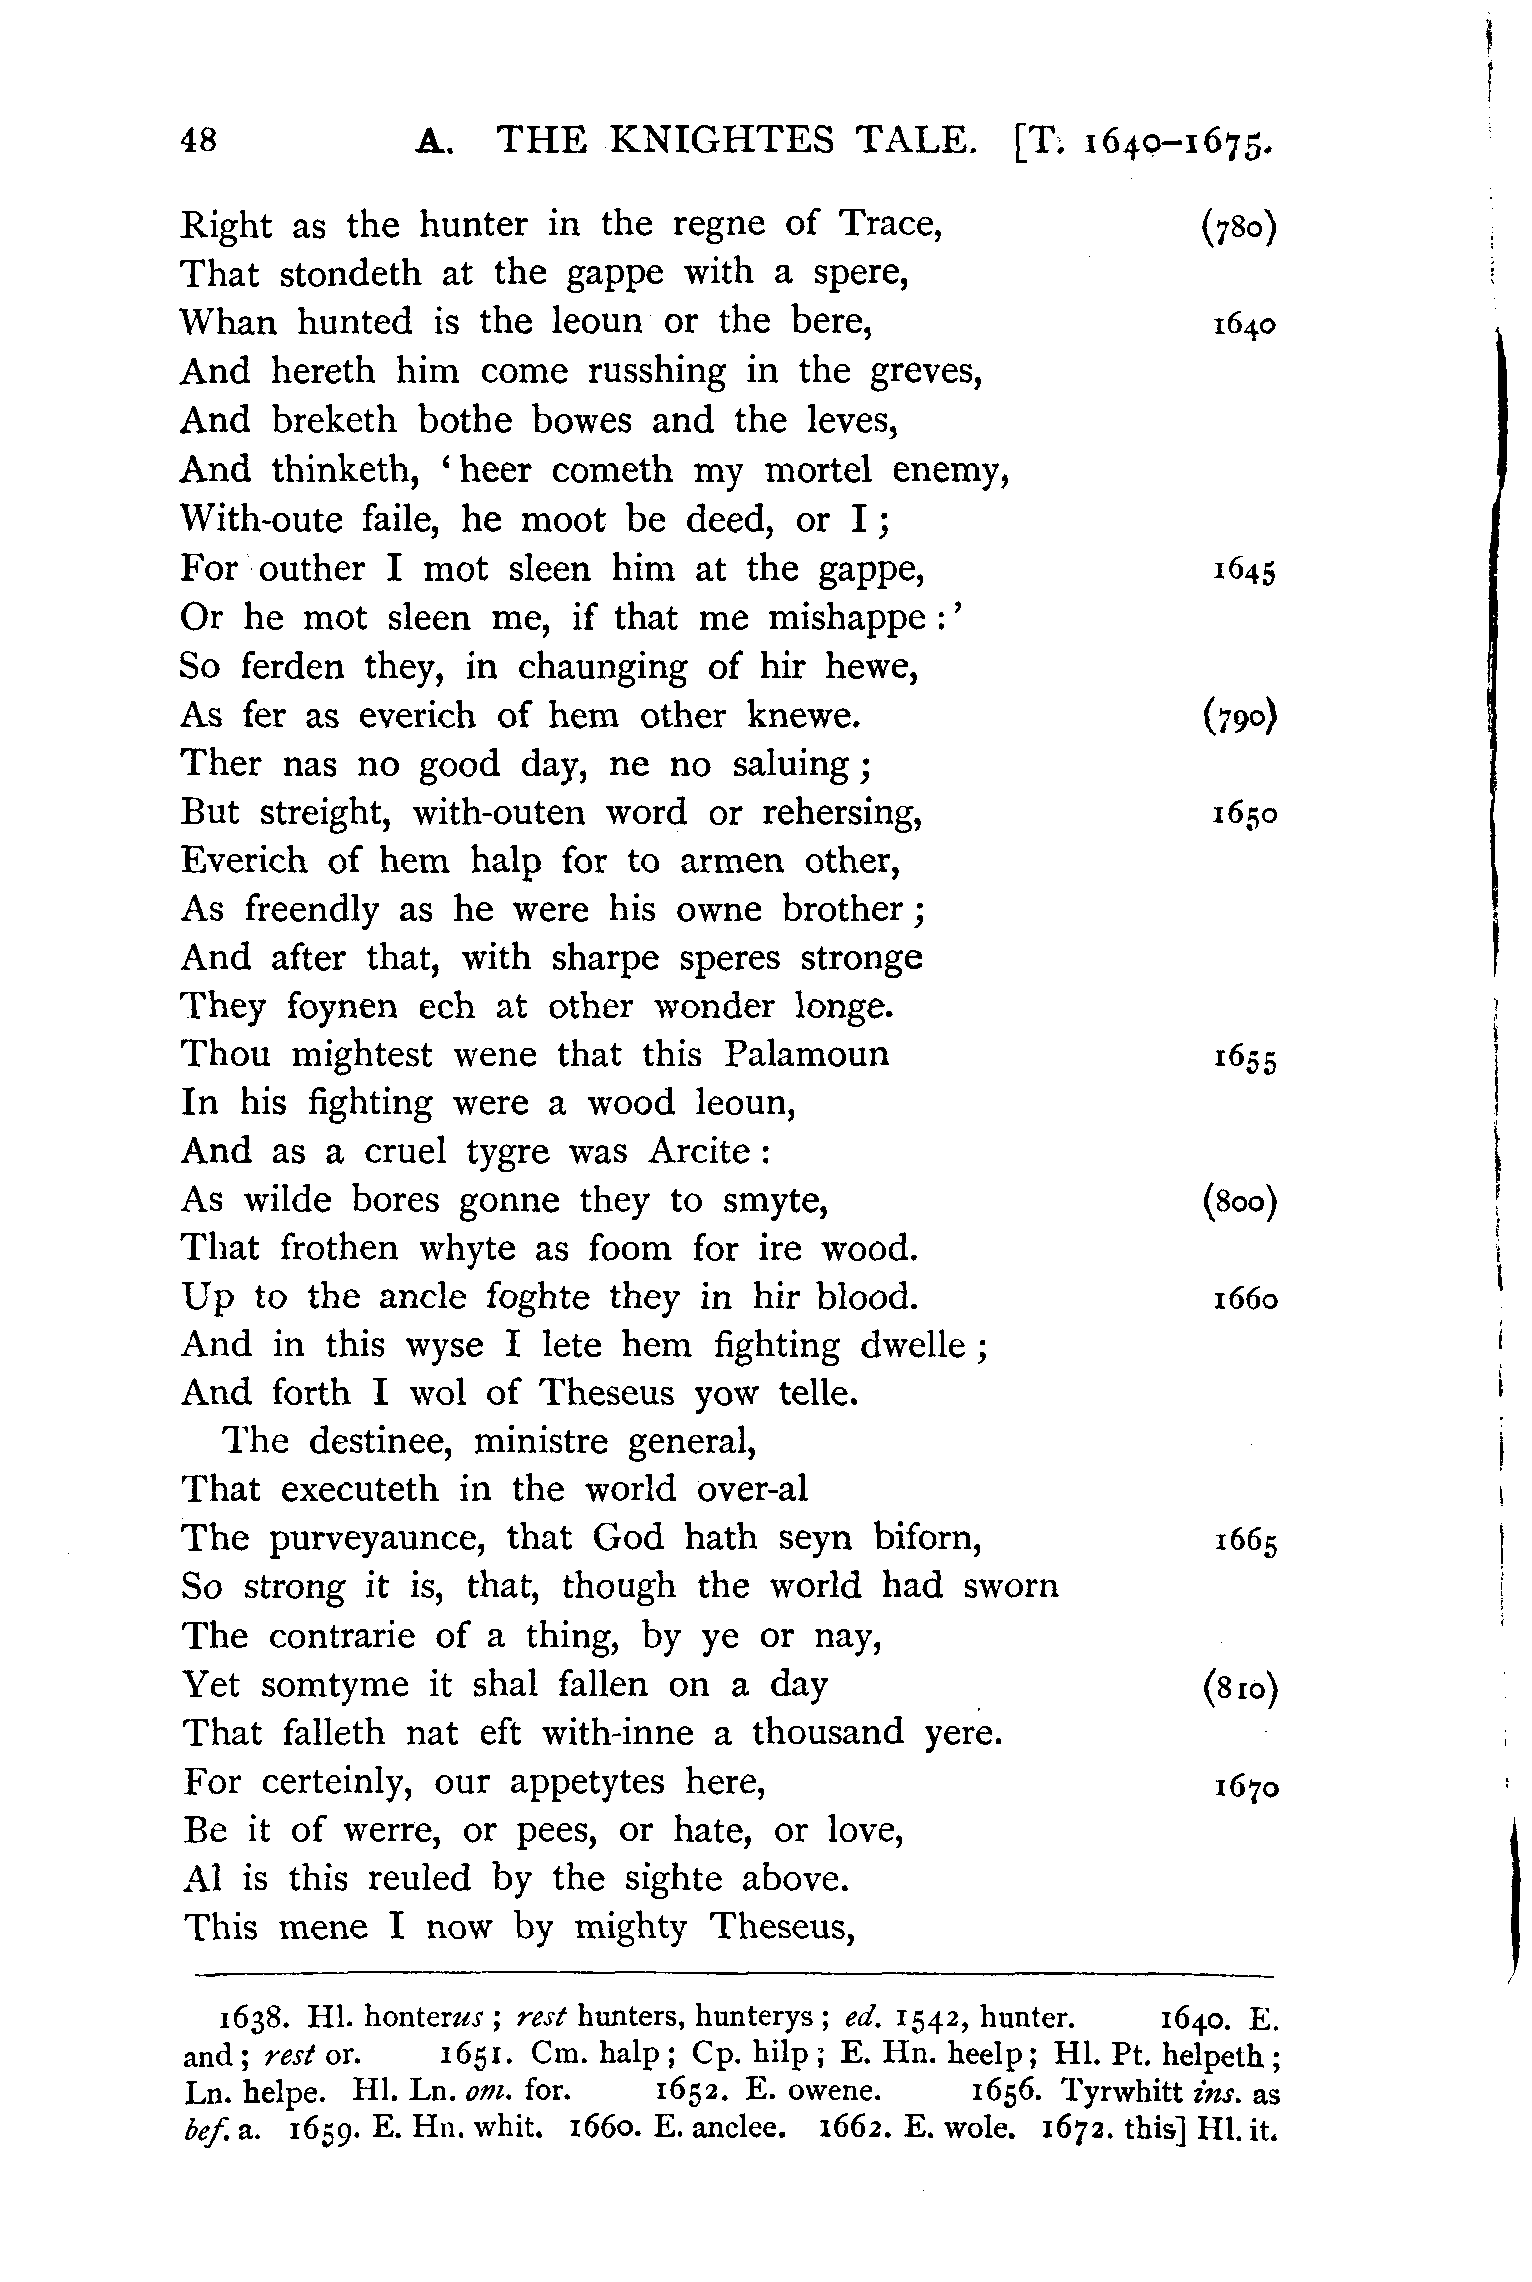 48 A. THE KNIGHTES TALE. [T. 1640–1675.
Right as the hunter in the regne of Trace, (780)
That stondeth at the gappe with a spere,
Whan hunted is the leoun or the bere, 1640
And hereth him come russhing in the greves,
And breketh bothe bowes and the leves,
And thinketh, ‘heer cometh my mortel enemy,
With-oute faile, he moot be deed, or I ;
For outher I mot sleen him at the gappe, 1645
Or he mot sleen me, if that me mishappe :’
So ferden they, in chaunging of hir hewe,
As fer as everich of hem other knewe. (790)
Ther nas no good day, ne no saluing ;
But streight, with-outen word or rehersing, 1650
Everich of hem halp for to armen other,
As freendly as he were his owne brother ;
And after that, with sharpe speres stronge
They foynen ech at other wonder longe.
Thou mightest wene that this Palamoun 1655
In his fighting were a wood leoun,
And as a cruel tygre was Arcite :
As wilde bores gonne they to smyte, (800)
That frothen whyte as foom for ire wood.
Up to the ancle foghte they in hir blood. 1660
And in this wyse I lete hem fighting dwelle ;
And forth I wol of Theseus yow telle.
The destinee, ministre general,
That executeth in the world over-al
The purveyaunce, that God hath seyn biforn, 1665
So strong it is, that, though the world had sworn
The contrarie of a thing, by ye or nay,
Yet somtyme it shal fallen on a day (810)
That falleth nat eft with-inne a thousand yere.
For certeinly, our appetytes here, 1670
Be it of werre, or pees, or hate, or love,
Al is this reuled by the sighte above.
This mene I now by mighty Theseus,
1638. Hl. honterus ; rest hunters, hunterys ; ed. 1542, hunter. 1640. E.
and ; rest or. 1651. Cm. halp ; Cp. hilp ; E. Hn. heelp ; Hl. Pt. helpeth ;
Ln. helpe. Hl. Ln. om. for. 1652. E. owene. 1656. Tyrwhitt ins. as
bef. a. 1659. E. Hn. whit. 1660. E. anclee. 1662. E. wole. 1672. this] Hl. it.